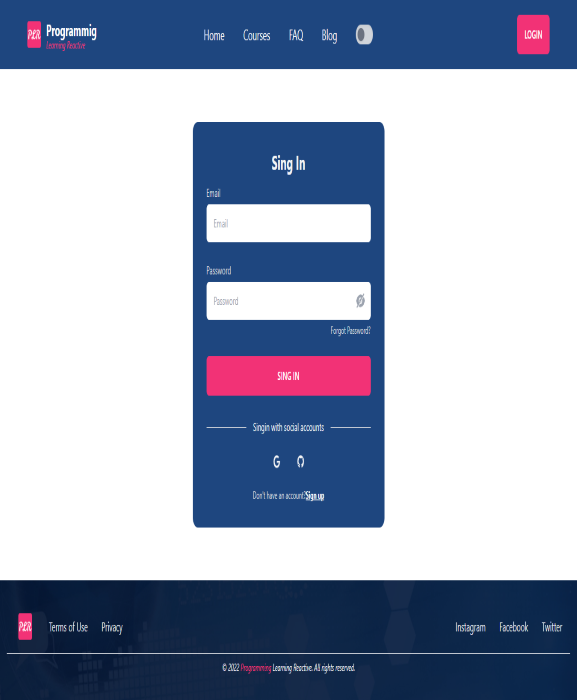 PLR Programmig
Learning Reactive
Home Courses FAQ Blog
LOGIN
Sing In
Email
Email
Password
Password
Forgot Password?
SING IN
Singin with social accounts
G
Don't have an account?Sign up
PLR Terms of Use Privacy
Instagram Facebook Twitter
© 2022 Programming Learning Reactive. All rights reserved.